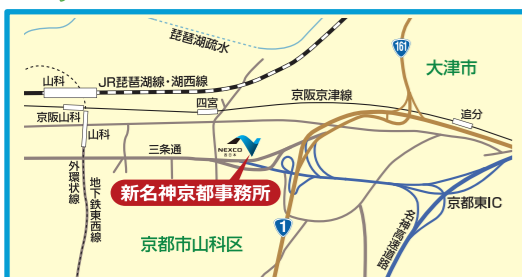 琵琶湖疏水
161
大津市
山科
JR琵琶湖線・湖西線
四宮
京阪京津線
追分
京阪山科
山科
三条通
NEXCO
西日本
新名神京都事務所
外環状線
地下鉄東西線
京都東IC
名神高速道路
1
京都市山科区